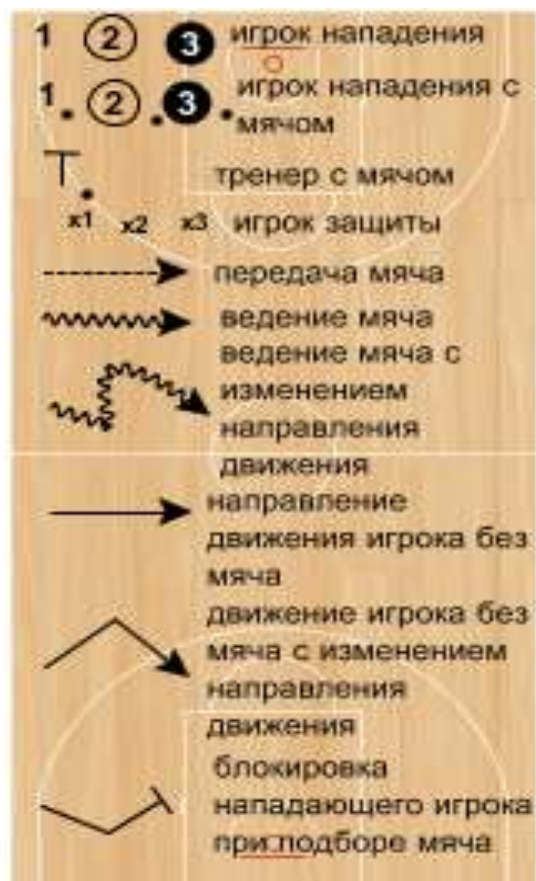 1 2 3 игрок нападения
1. 2. 3. игрок нападения с
мячом
T. тренер с мячом
x1 x2 x3 игрок защиты
передача мяча
ведение мяча
ведение мяча с
изменением
направления
движения
направление
движения игрока без
мяча
движение игрока без
мяча с изменением
направления
движения
блокировка
нападающего игрока
при подборе мяча